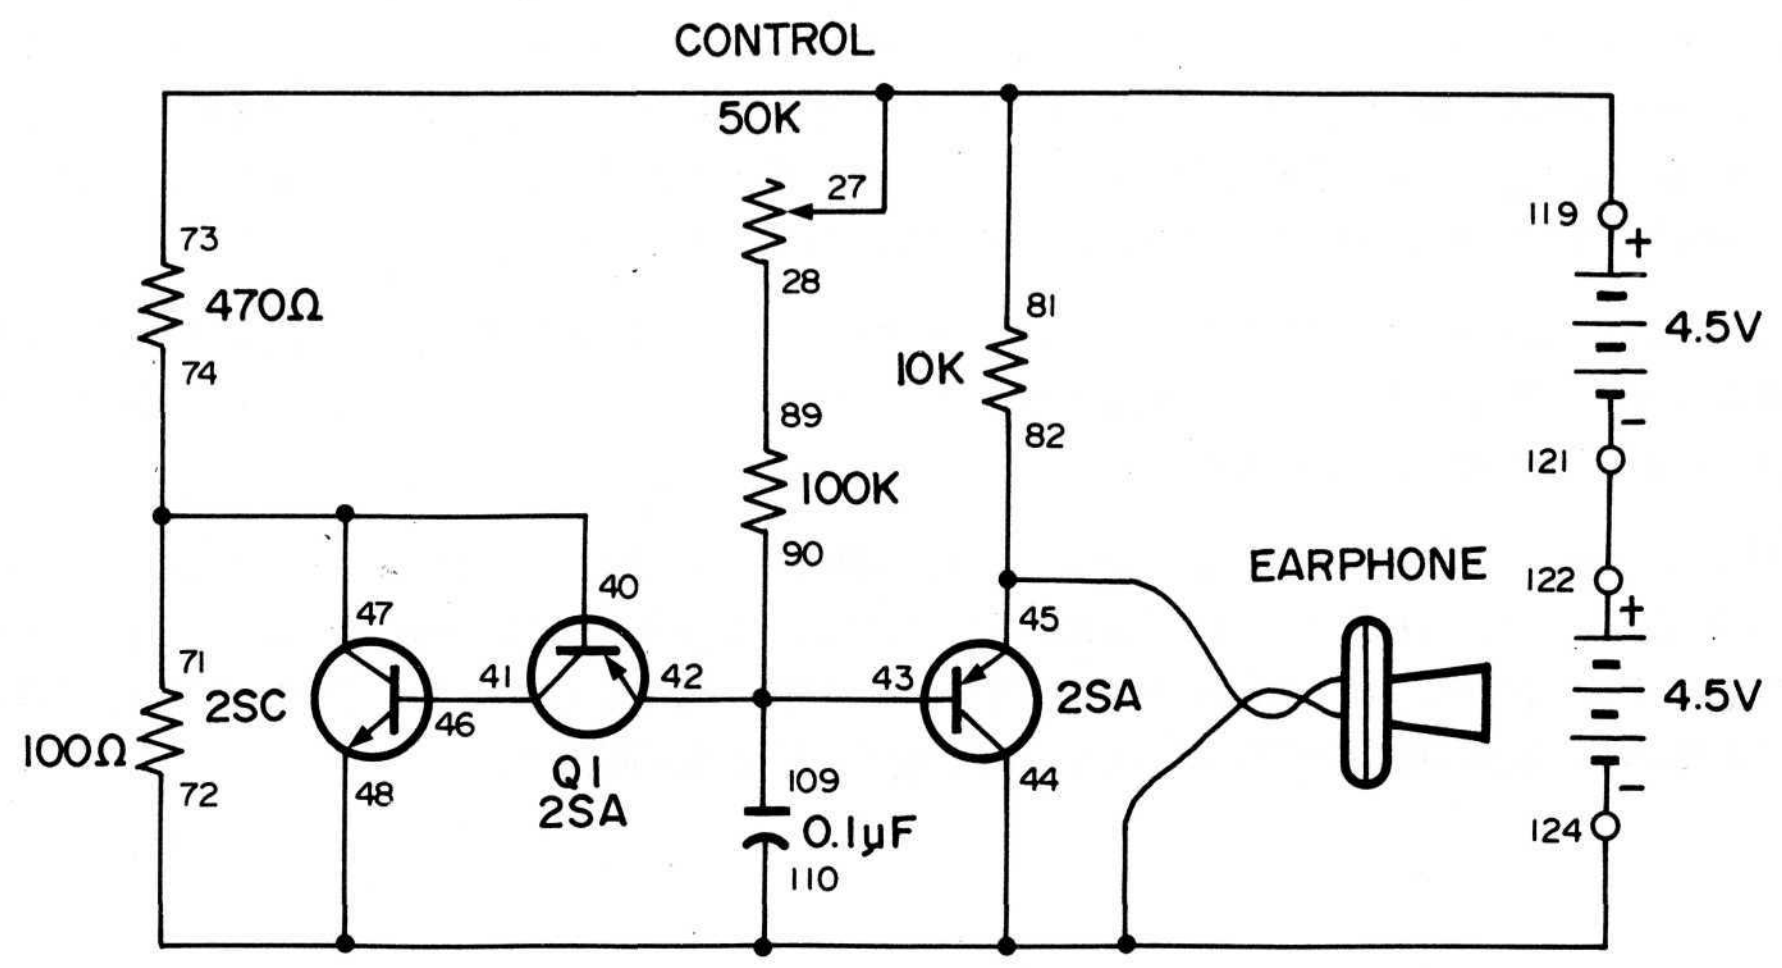 CONTROL
50K
27
28
73
470Ω
74
119
+
4.5V
−
121
81
10K
82
89
100K
90
EARPHONE
122
+
4.5V
−
124
40
47
45
71
2SC
46
41
42
43
2SA
100Ω
72
48
Q1
2SA
109
0.1µF
110
44